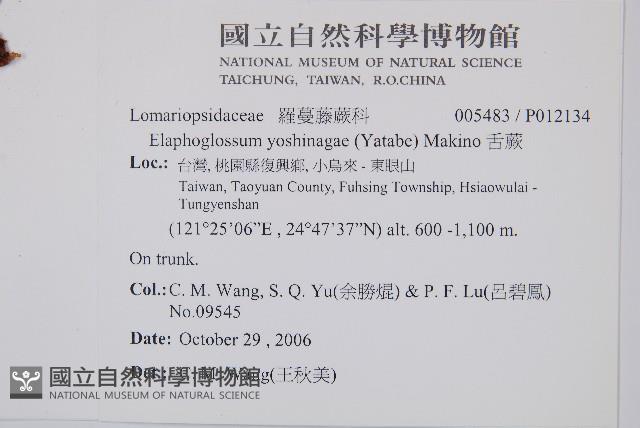 國立自然科學博物館
NATIONAL MUSEUM OF NATURAL SCIENCE
TAICHUNG, TAIWAN, R.O.CHINA
Lomariopsidaceae 羅蔓藤蕨科 005483 / P012134
Elaphoglossum yoshinagae (Yatabe) Makino 舌蕨
Loc.: 台灣, 桃園縣復興鄉, 小烏來 - 東眼山
Taiwan, Taoyuan County, Fuhsing Township, Hsiaowulai -
Tungyenshan
(121°25’06”E , 24°47’37”N) alt. 600 -1,100 m.
On trunk.
Col.: C. M. Wang, S. Q. Yu(余勝焜) & P. F. Lu(呂碧鳳)
No.09545
Date: October 29 , 2006
(王秋美)
國立自然科學博物館
NATIONAL MUSEUM OF NATURAL SCIENCE